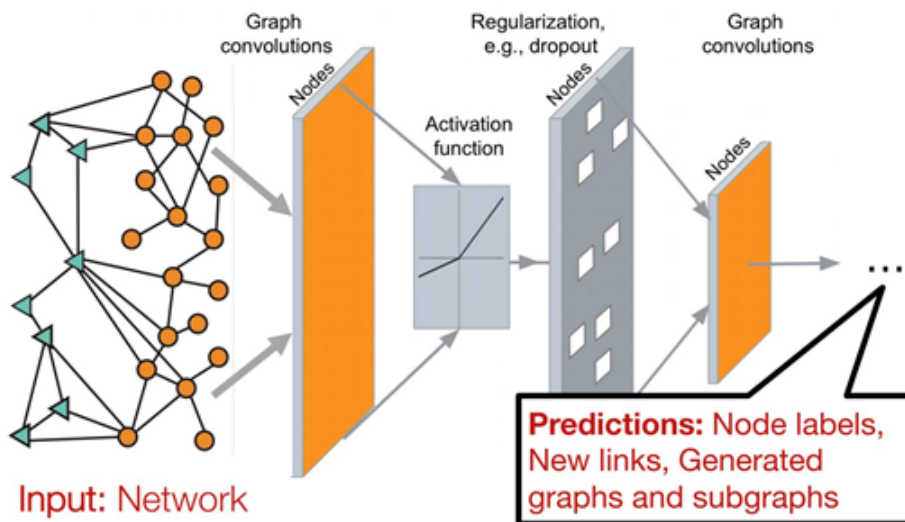 Graph
convolutions
Regularization,
e.g., dropout
Graph
convolutions
Nodes
Activation
function
Nodes
Nodes
...
Predictions: Node labels,
New links, Generated
graphs and subgraphs
Input: Network